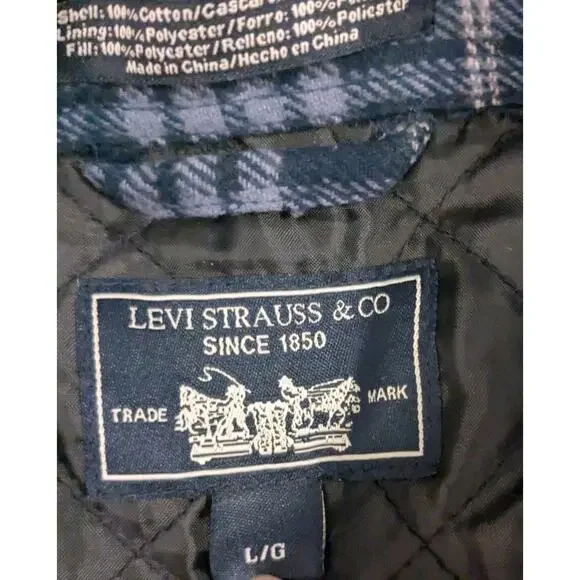 Shell: 100% Cotton/
Lining: 100% Polyester/Forro: 100% Poliester
Fill: 100% Polyester/Relleno: 100% Poliester
Made in China/Hecho en China
LEVI STRAUSS & CO
SINCE 1850
TRADE MARK
L/G